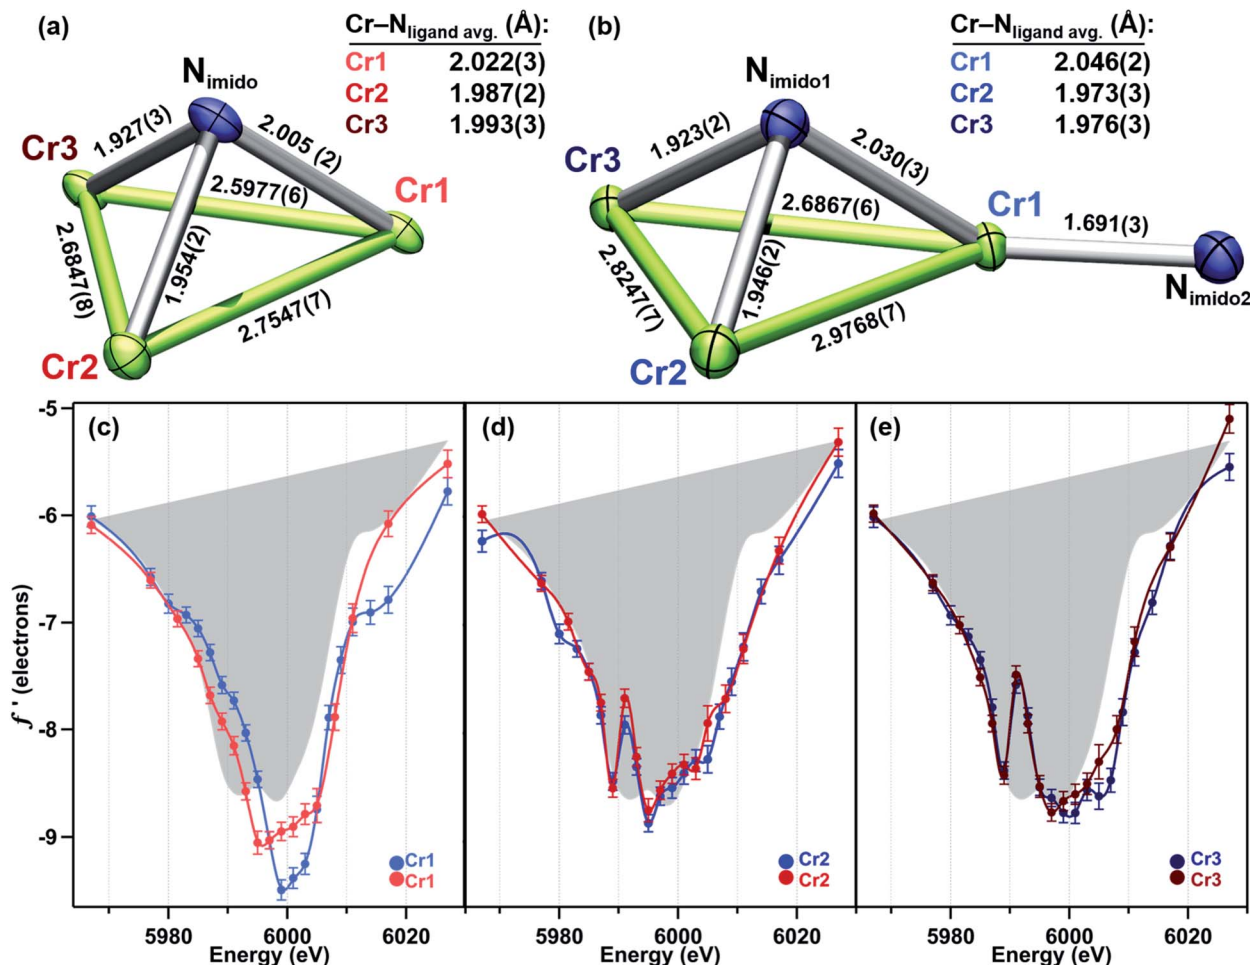 (a)
Cr–Nligand avg. (Å):
Cr1 2.022(3)
Cr2 1.987(2)
Cr3 1.993(3)
Nimido
Cr3
Cr1
Cr2
1.927(3)
2.005 (2)
2.5977(6)
2.6847(8)
1.954(2)
2.7547(7)
(b)
Cr–Nligand avg. (Å):
Cr1 2.046(2)
Cr2 1.973(3)
Cr3 1.976(3)
Nimido1
Cr3
Cr1
Cr2
Nimido2
1.923(2)
2.030(3)
2.6867(6)
1.691(3)
2.8247(7)
1.946(2)
2.9768(7)
f ' (electrons)
-5
-6
-7
-8
-9
(c)
Cr1
Cr1
5980 6000 6020
Energy (eV)
(d)
Cr2
Cr2
5980 6000 6020
Energy (eV)
(e)
Cr3
Cr3
5980 6000 6020
Energy (eV)